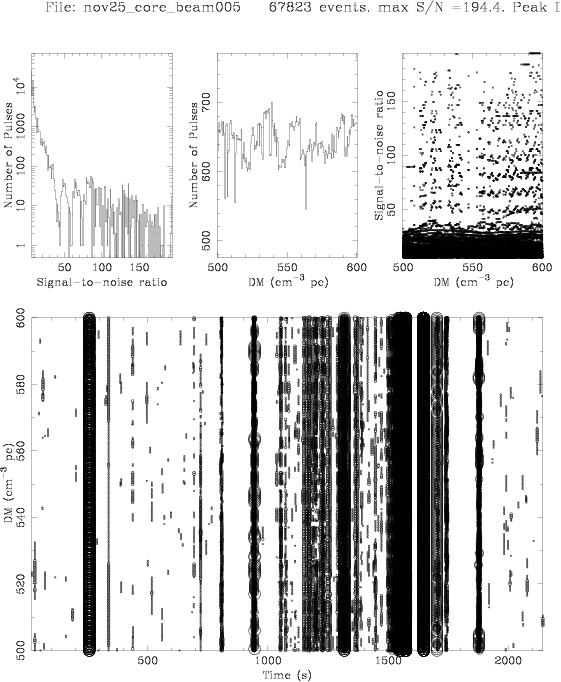 File: nov25_core_beam005 67823 events. max S/N =194.4. Peak
Number of Pulses
1 10 100 1000 10⁴
50 100 150
Signal-to-noise ratio
Number of Pulses
500 600 700
500 550 600
DM (cm⁻³ pc)
Signal-to-noise ratio
50 100 150
500 550 600
DM (cm⁻³ pc)
DM (cm⁻³ pc)
500 520 540 560 580 600
500 1000 1500 2000
Time (s)